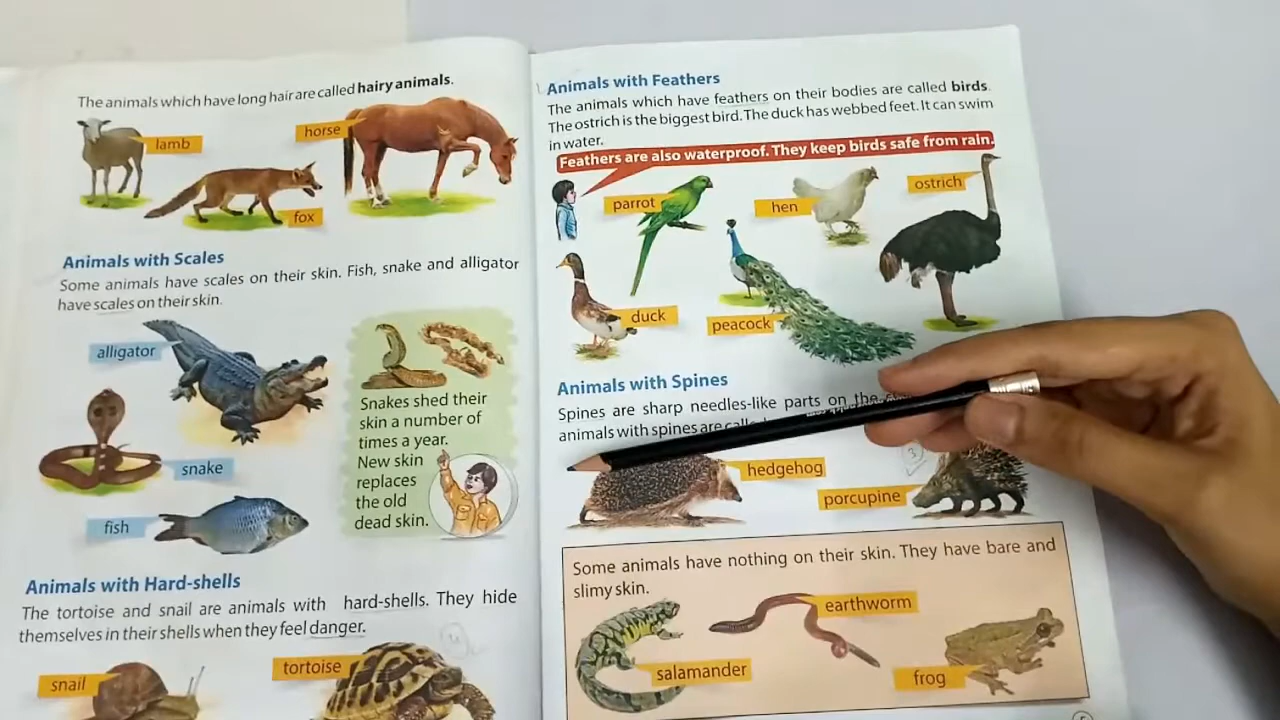 The animals which have long hair are called hairy animals.
lamb
horse
fox
Animals with Scales
Some animals have scales on their skin. Fish, snake and alligator
have scales on their skin.
alligator
snake
fish
Snakes shed their
skin a number of
times a year.
New skin
replaces
the old
dead skin.
Animals with Hard-shells
The tortoise and snail are animals with hard-shells. They hide
themselves in their shells when they feel danger.
snail
tortoise
Animals with Feathers
The animals which have feathers on their bodies are called birds.
The ostrich is the biggest bird. The duck has webbed feet. It can swim
in water.
Feathers are also waterproof. They keep birds safe from rain.
parrot
hen
ostrich
duck
peacock
Animals with Spines
Spines are sharp needles-like parts on the
animals with spines are
hedgehog
3
porcupine
Some animals have nothing on their skin. They have bare and
slimy skin.
salamander
earthworm
frog